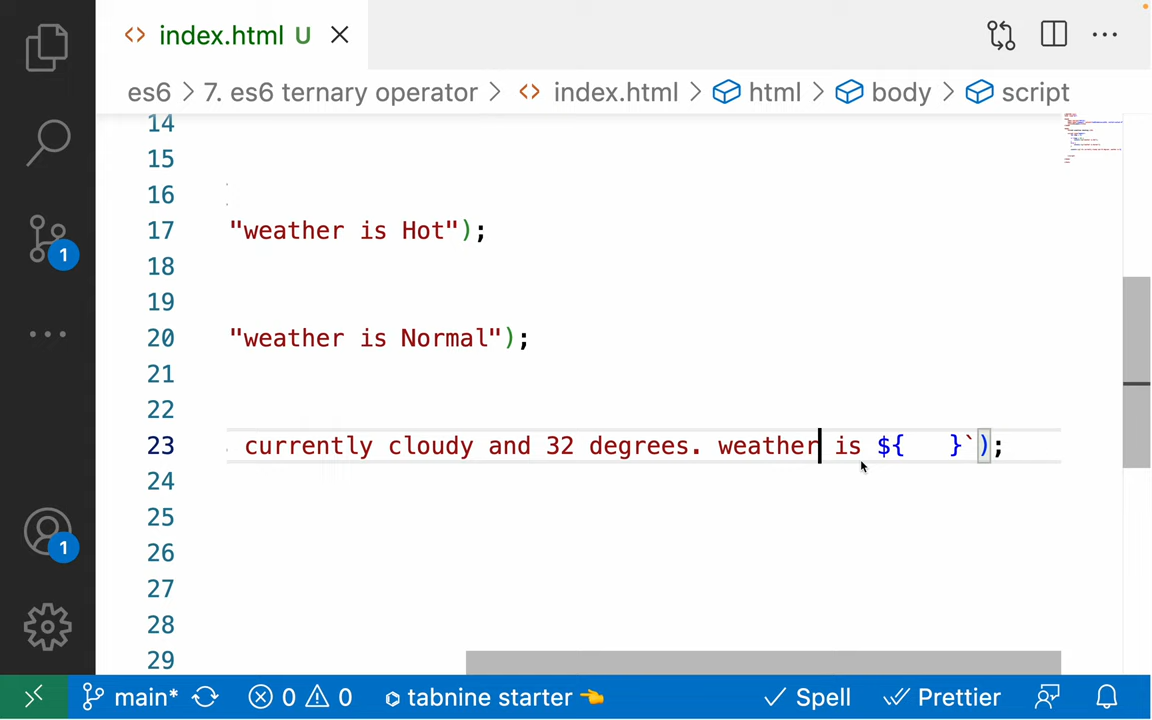 index.html U
es6 > 7. es6 ternary operator > <> index.html > html > body > script
14
15
16
17 "weather is Hot");
18
19
20 "weather is Normal");
21
22
23 currently cloudy and 32 degrees. weather is ${   }`);
24
25
26
27
28
29
1
1
main* 0 0 tabnine starter 👈 Spell Prettier